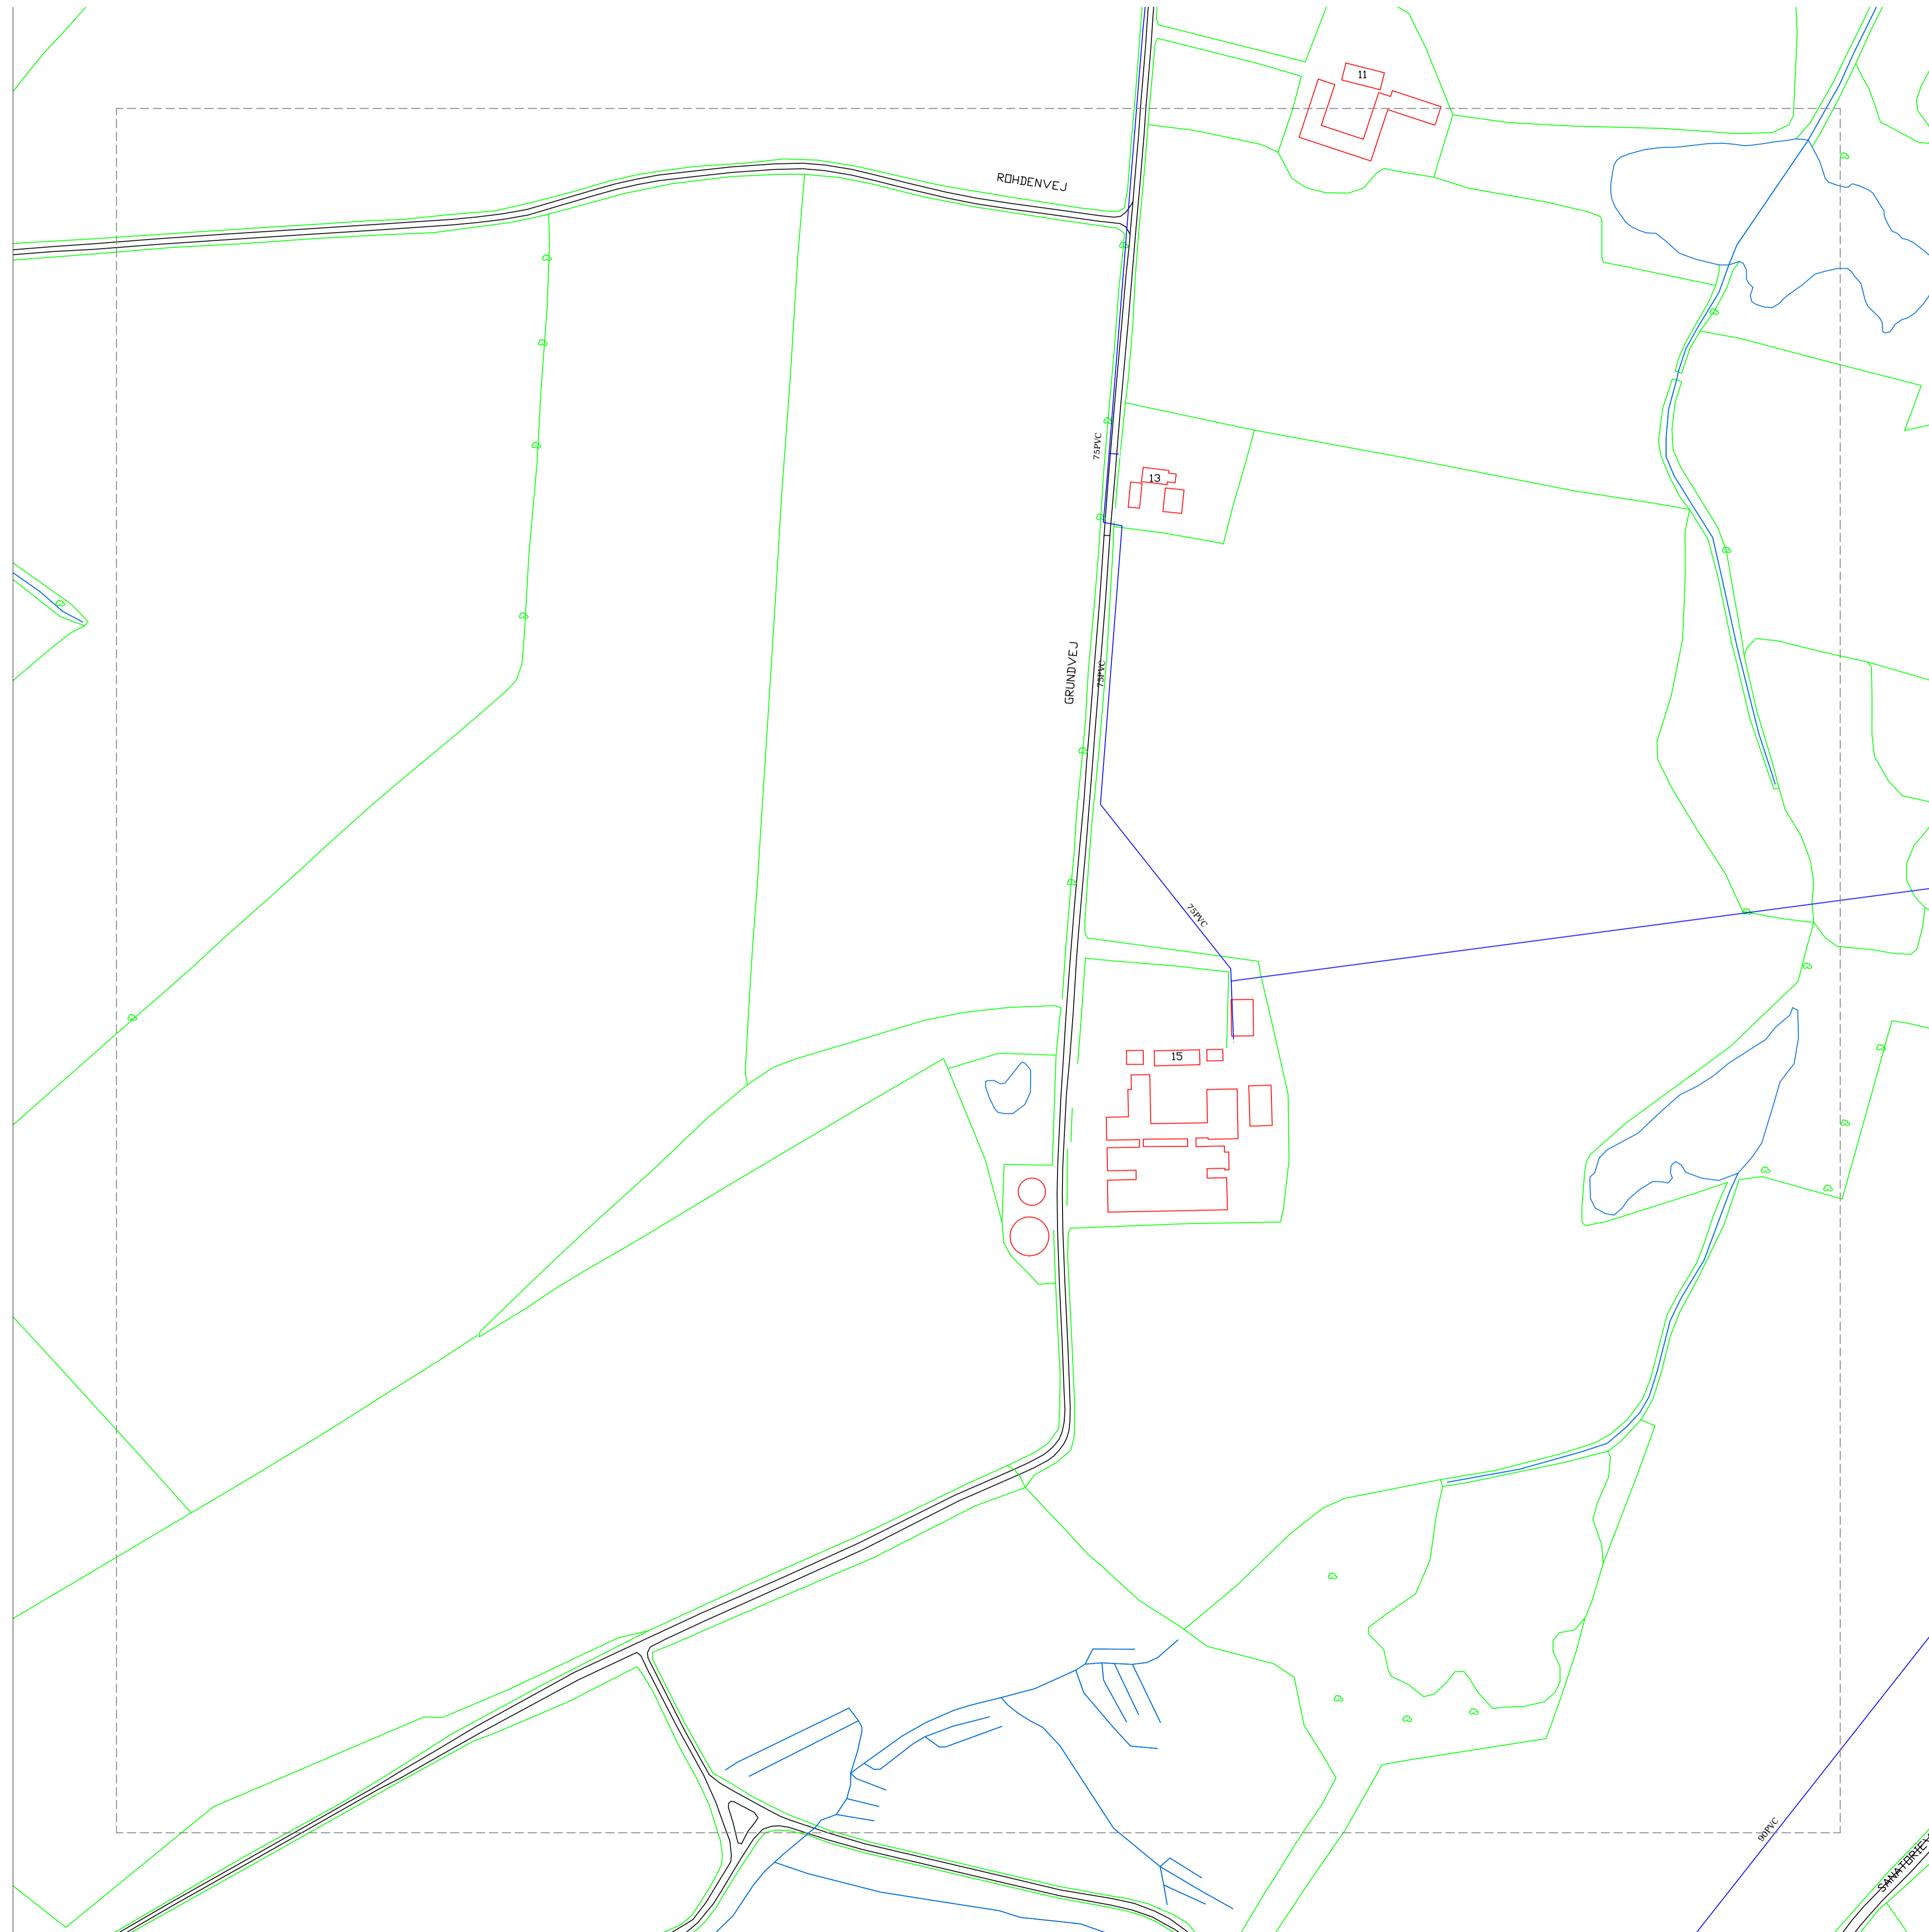 11
ROHDENVEJ
75PVC
13
GRUNDVEJ
75PVC
75PVC
15
90PVC
SANATORIEV